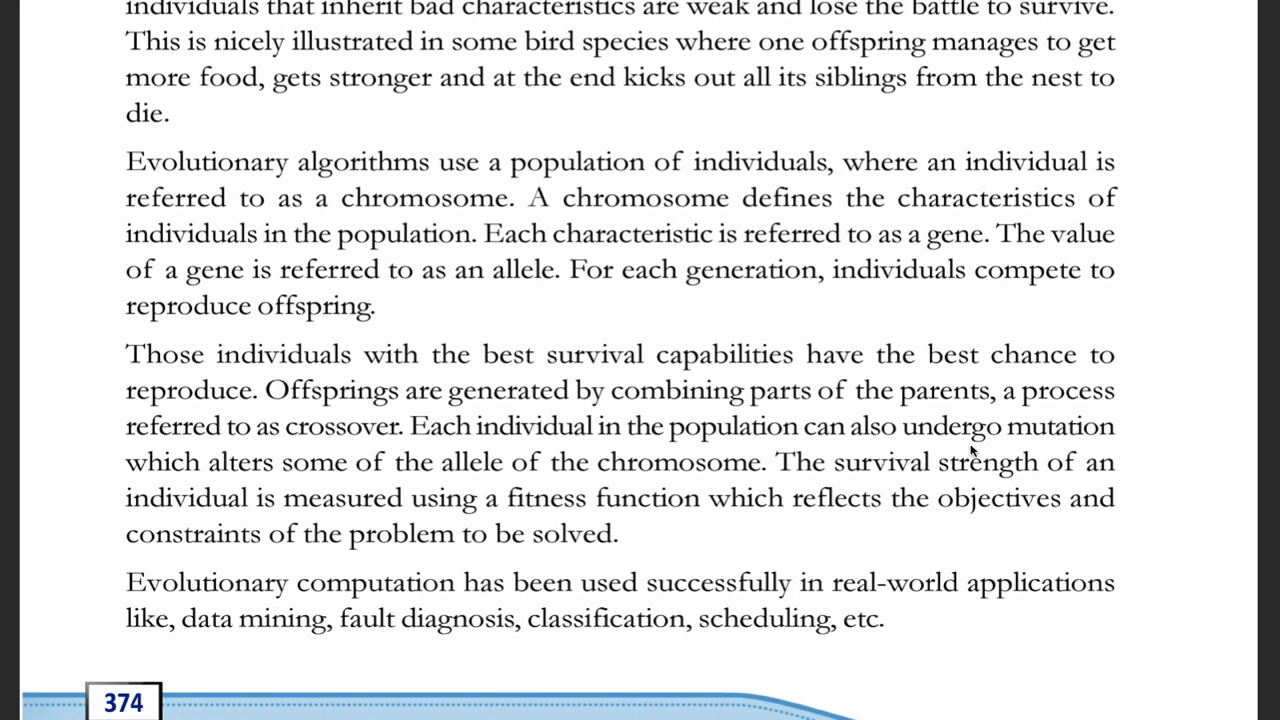 individuals that inherit bad characteristics are weak and lose the battle to survive.
This is nicely illustrated in some bird species where one offspring manages to get
more food, gets stronger and at the end kicks out all its siblings from the nest to
die.
Evolutionary algorithms use a population of individuals, where an individual is
referred to as a chromosome. A chromosome defines the characteristics of
individuals in the population. Each characteristic is referred to as a gene. The value
of a gene is referred to as an allele. For each generation, individuals compete to
reproduce offspring.
Those individuals with the best survival capabilities have the best chance to
reproduce. Offsprings are generated by combining parts of the parents, a process
referred to as crossover. Each individual in the population can also undergo mutation
which alters some of the allele of the chromosome. The survival strength of an
individual is measured using a fitness function which reflects the objectives and
constraints of the problem to be solved.
Evolutionary computation has been used successfully in real-world applications
like, data mining, fault diagnosis, classification, scheduling, etc.
374